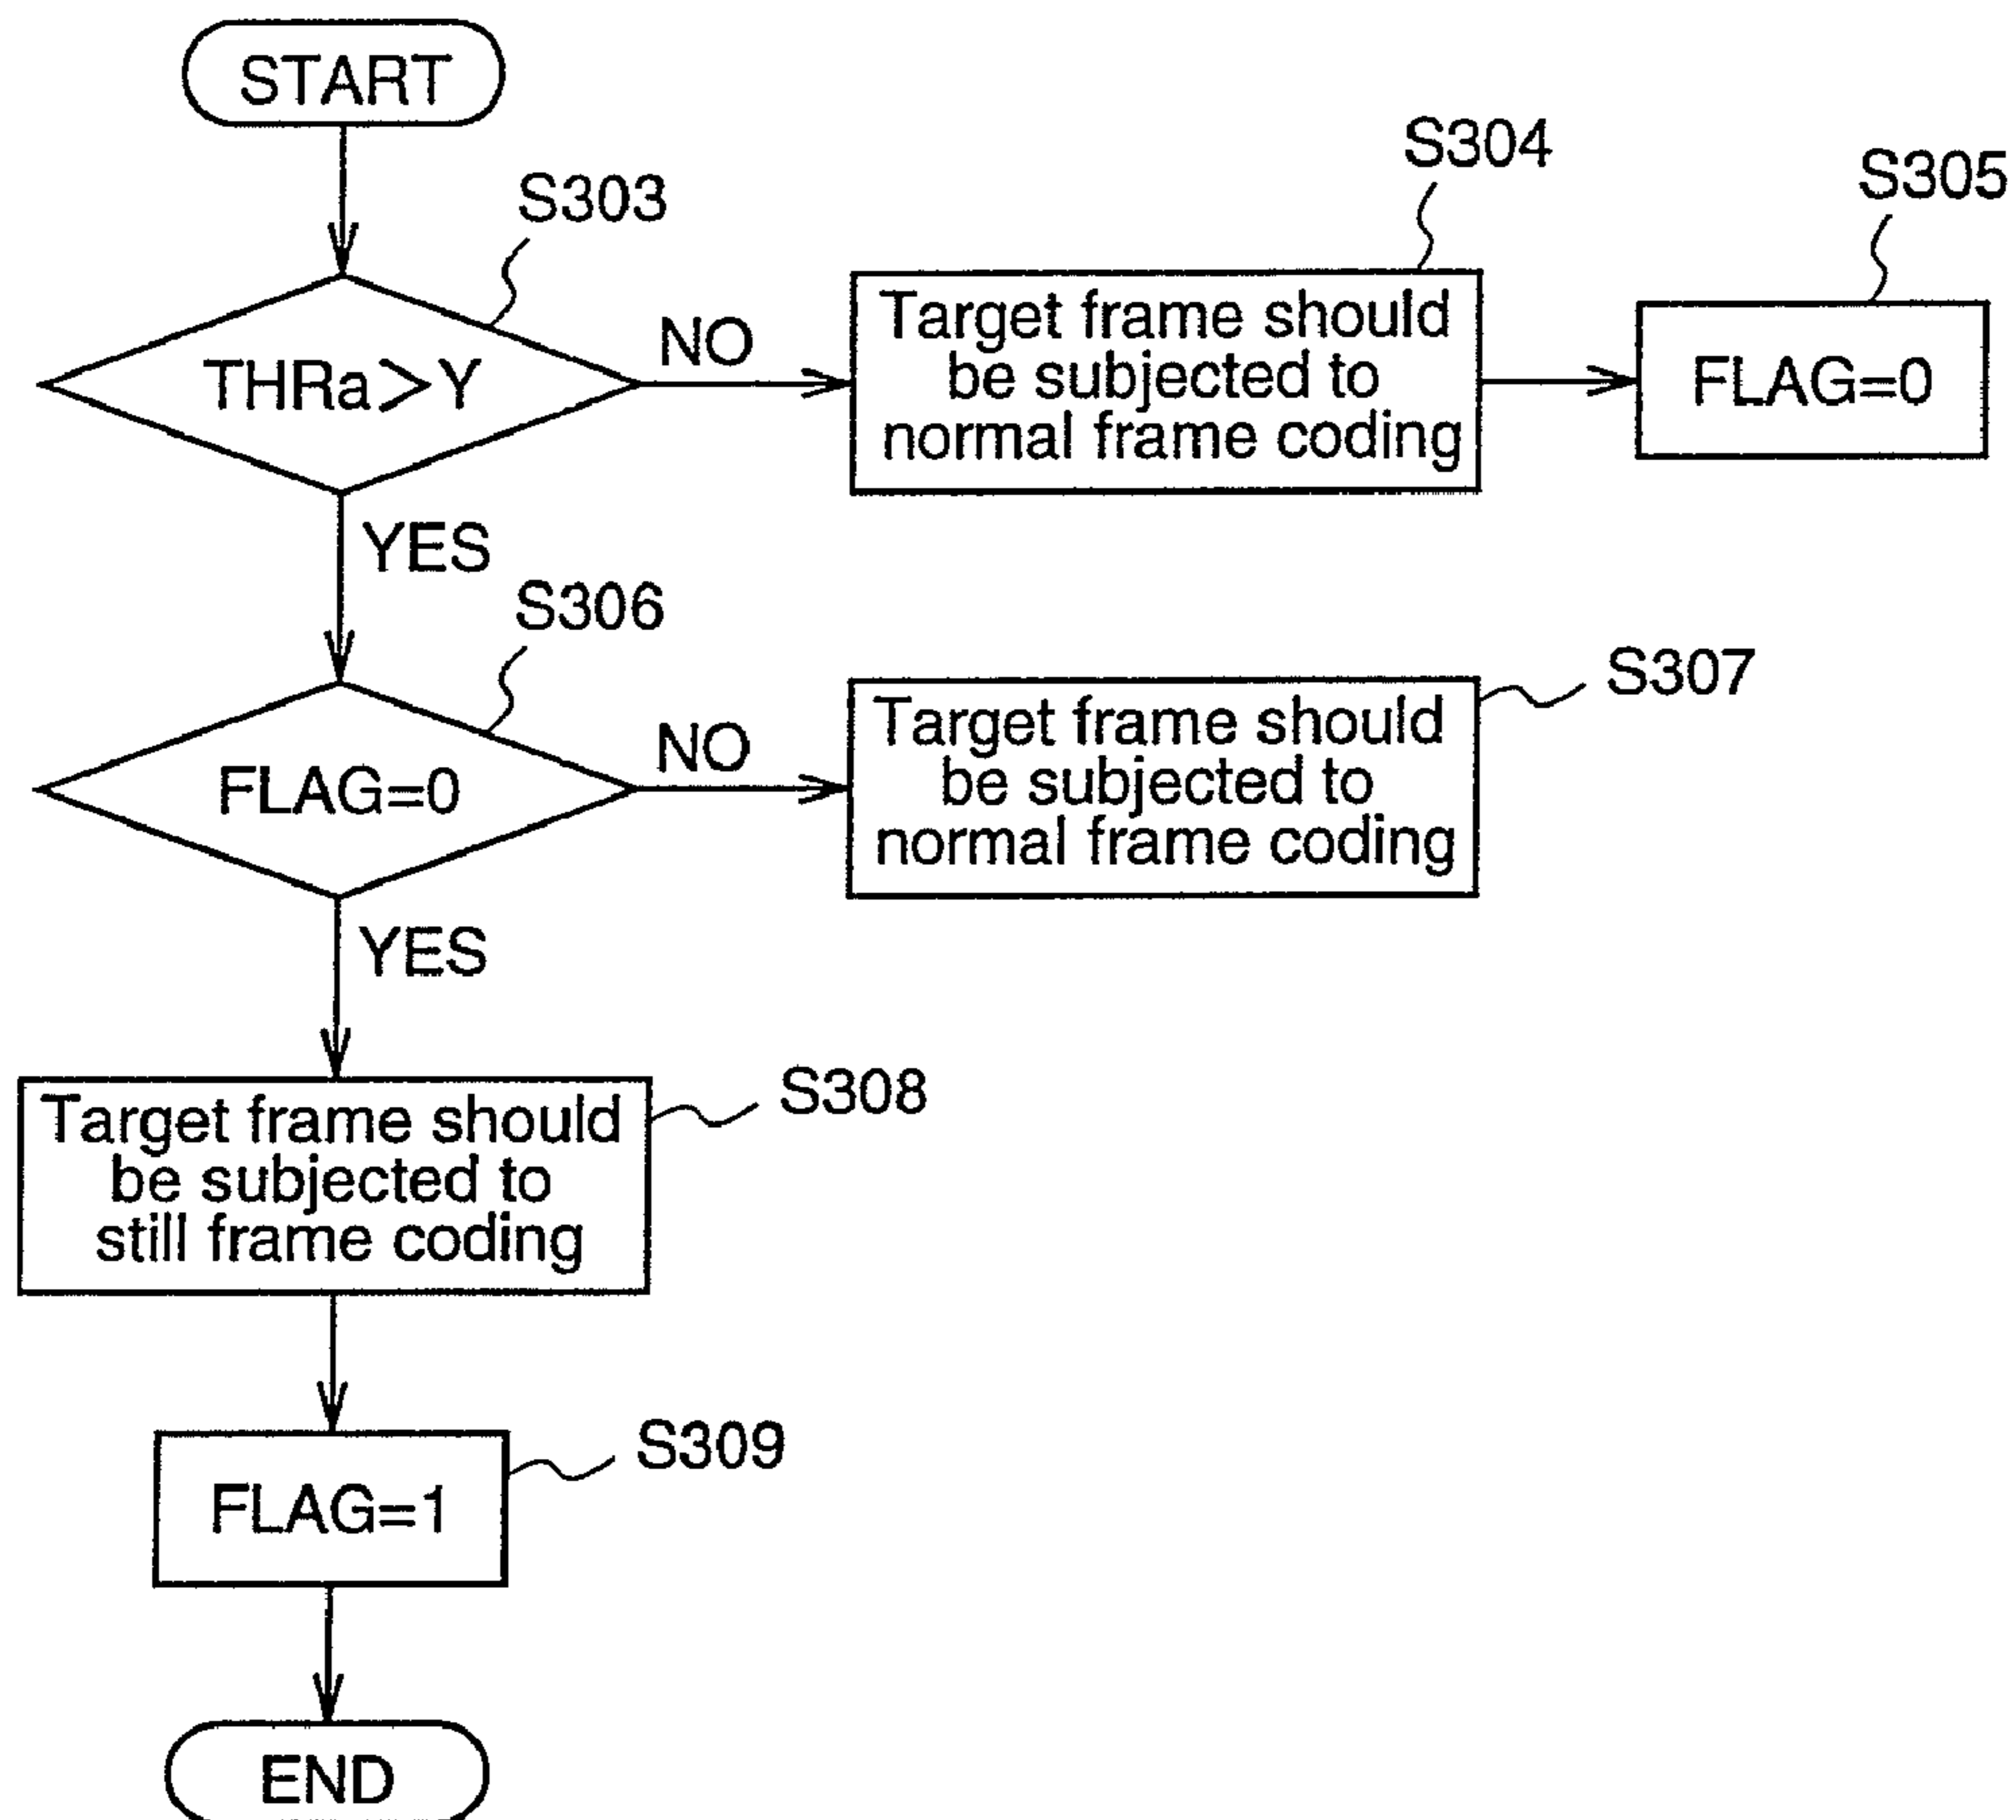 START
S303
THRa>Y
NO
S304
Target frame should
be subjected to
normal frame coding
S305
FLAG=0
YES
S306
FLAG=0
NO
S307
Target frame should
be subjected to
normal frame coding
YES
S308
Target frame should
be subjected to
still frame coding
S309
FLAG=1
END